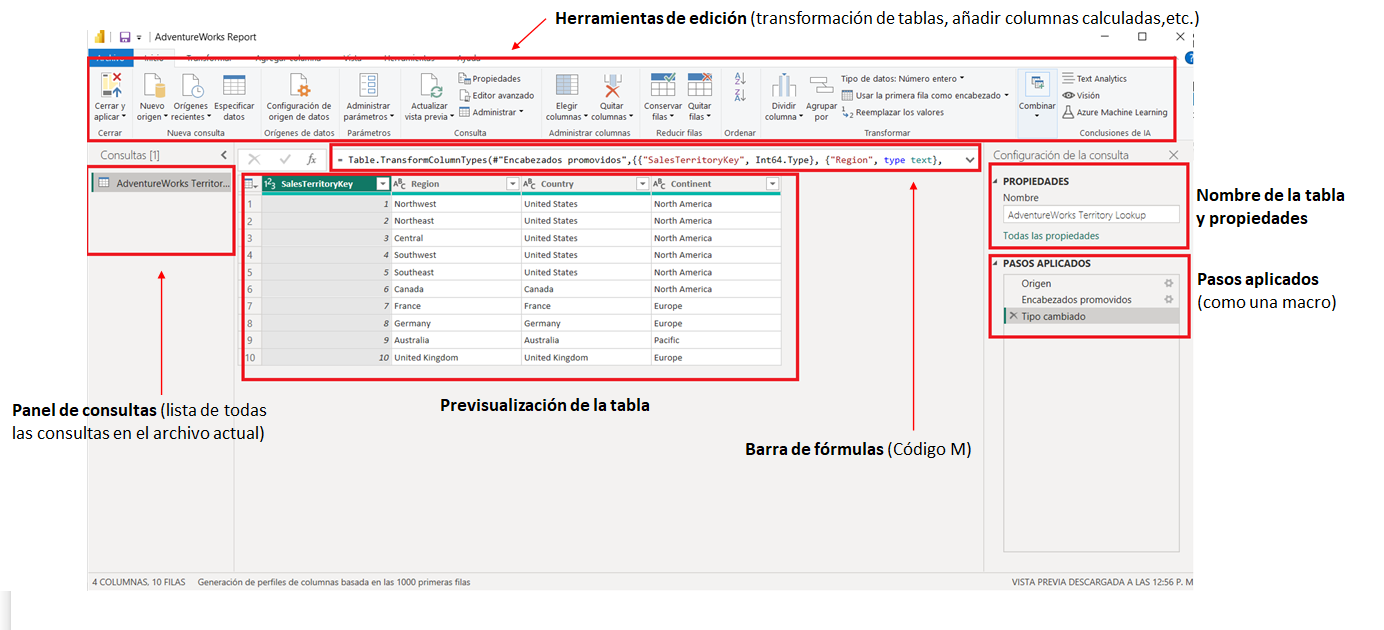 Herramientas de edición (transformación de tablas, añadir columnas calculadas,etc.)
AdventureWorks Report
Archivo Inicio Transformar Agregar columna Vista Herramientas Ayuda
Cerrar y aplicar
Cerrar
Nuevo origen
Orígenes recientes
Especificar datos
Nueva consulta
Configuración de origen de datos
Orígenes de datos
Administrar parámetros
Parámetros
Actualizar vista previa
Propiedades
Editor avanzado
Administrar
Consulta
Elegir columnas
Quitar columnas
Administrar columnas
Conservar filas
Quitar filas
Reducir filas
Ordenar
Dividir columna
Agrupar por
Tipo de datos: Número entero
Usar la primera fila como encabezado
Reemplazar los valores
Transformar
Combinar
Text Analytics
Visión
Azure Machine Learning
Conclusiones de IA
Consultas [1]
AdventureWorks Territor...
= Table.TransformColumnTypes(#"Encabezados promovidos",{{"SalesTerritoryKey", Int64.Type}, {"Region", type text},
SalesTerritoryKey Region Country Continent
1 1 Northwest United States North America
2 2 Northeast United States North America
3 3 Central United States North America
4 4 Southwest United States North America
5 5 Southeast United States North America
6 6 Canada Canada North America
7 7 France France Europe
8 8 Germany Germany Europe
9 9 Australia Australia Pacific
10 10 United Kingdom United Kingdom Europe
Configuración de la consulta
PROPIEDADES
Nombre
AdventureWorks Territory Lookup
Todas las propiedades
PASOS APLICADOS
Origen
Encabezados promovidos
Tipo cambiado
Nombre de la tabla
y propiedades
Pasos aplicados
(como una macro)
Panel de consultas (lista de todas
las consultas en el archivo actual)
Previsualización de la tabla
Barra de fórmulas (Código M)
4 COLUMNAS, 10 FILAS Generación de perfiles de columnas basada en las 1000 primeras filas
VISTA PREVIA DESCARGADA A LAS 12:56 P. M